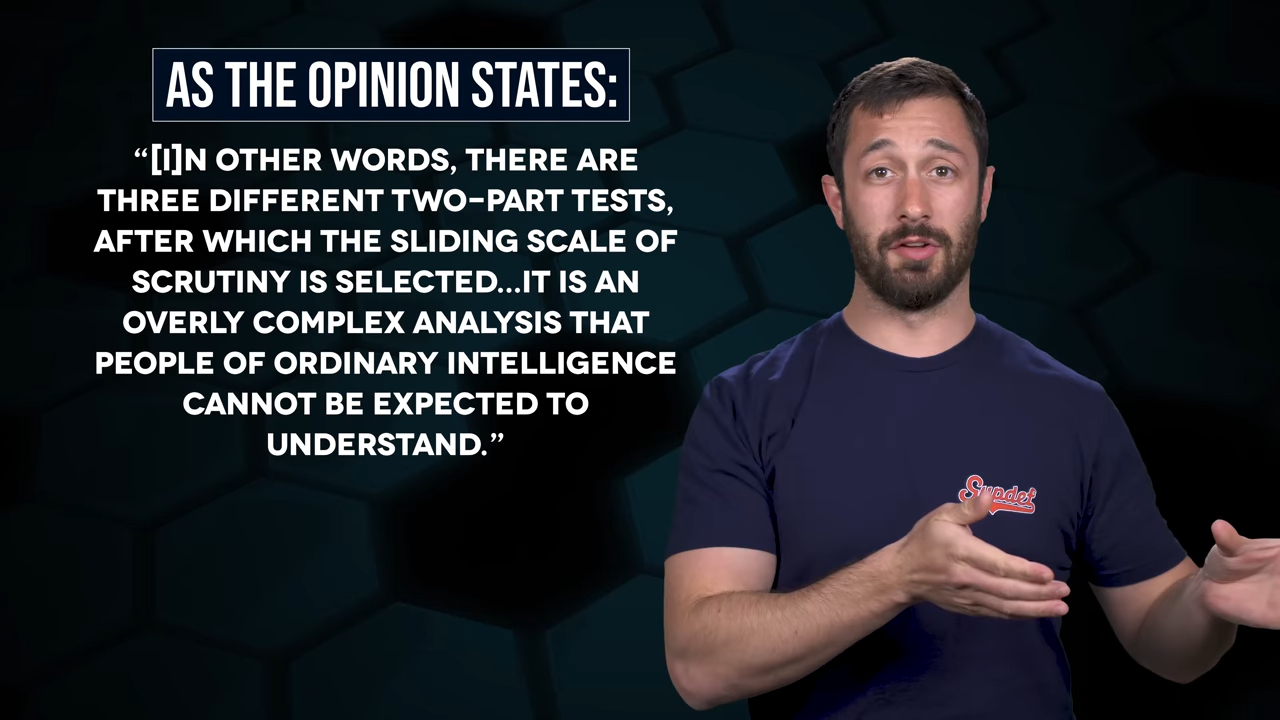 AS THE OPINION STATES:
“[I]N OTHER WORDS, THERE ARE
THREE DIFFERENT TWO-PART TESTS,
AFTER WHICH THE SLIDING SCALE OF
SCRUTINY IS SELECTED...IT IS AN
OVERLY COMPLEX ANALYSIS THAT
PEOPLE OF ORDINARY INTELLIGENCE
CANNOT BE EXPECTED TO
UNDERSTAND.”